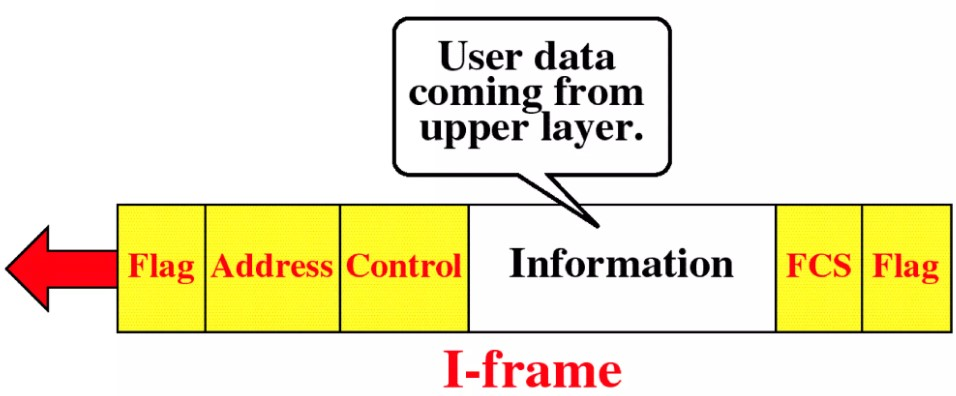 User data
coming from
upper layer.
Flag Address Control Information FCS Flag
I-frame